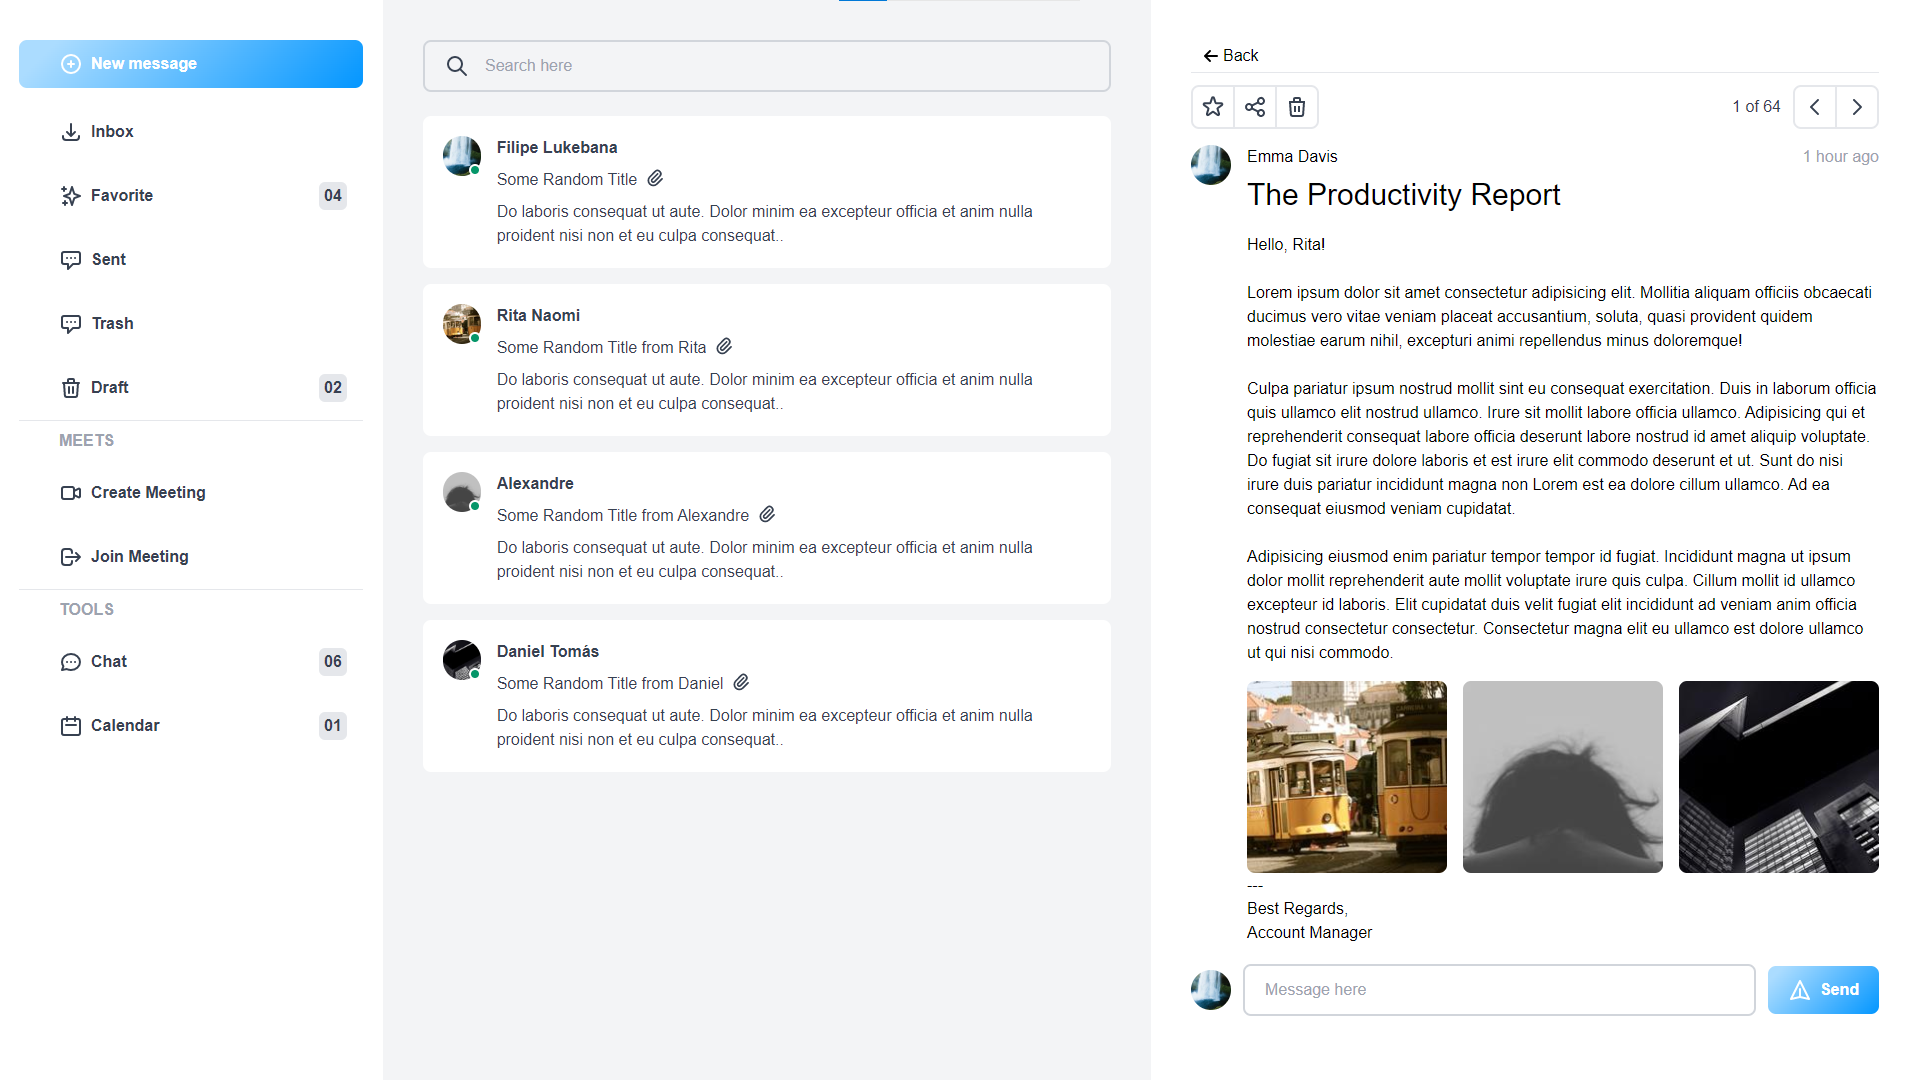 New message
Inbox
Favorite 04
Sent
Trash
Draft 02
MEETS
Create Meeting
Join Meeting
TOOLS
Chat 06
Calendar 01
Search here
Filipe Lukebana
Some Random Title
Do laboris consequat ut aute. Dolor minim ea excepteur officia et anim nulla
proident nisi non et eu culpa consequat..
Rita Naomi
Some Random Title from Rita
Do laboris consequat ut aute. Dolor minim ea excepteur officia et anim nulla
proident nisi non et eu culpa consequat..
Alexandre
Some Random Title from Alexandre
Do laboris consequat ut aute. Dolor minim ea excepteur officia et anim nulla
proident nisi non et eu culpa consequat..
Daniel Tomás
Some Random Title from Daniel
Do laboris consequat ut aute. Dolor minim ea excepteur officia et anim nulla
proident nisi non et eu culpa consequat..
Back
1 of 64
Emma Davis 1 hour ago
The Productivity Report
Hello, Rita!
Lorem ipsum dolor sit amet consectetur adipisicing elit. Mollitia aliquam officiis obcaecati
ducimus vero vitae veniam placeat accusantium, soluta, quasi provident quidem
molestiae earum nihil, excepturi animi repellendus minus doloremque!
Culpa pariatur ipsum nostrud mollit sint eu consequat exercitation. Duis in laborum officia
quis ullamco elit nostrud ullamco. Irure sit mollit labore officia ullamco. Adipisicing qui et
reprehenderit consequat labore officia deserunt labore nostrud id amet aliquip voluptate.
Do fugiat sit irure dolore laboris et est irure elit commodo deserunt et ut. Sunt do nisi
irure duis pariatur incididunt magna non Lorem est ea dolore cillum ullamco. Ad ea
consequat eiusmod veniam cupidatat.
Adipisicing eiusmod enim pariatur tempor tempor id fugiat. Incididunt magna ut ipsum
dolor mollit reprehenderit aute mollit voluptate irure quis culpa. Cillum mollit id ullamco
excepteur id laboris. Elit cupidatat duis velit fugiat elit incididunt ad veniam anim officia
nostrud consectetur consectetur. Consectetur magna elit eu ullamco est dolore ullamco
ut qui nisi commodo.
---
Best Regards,
Account Manager
Message here
Send